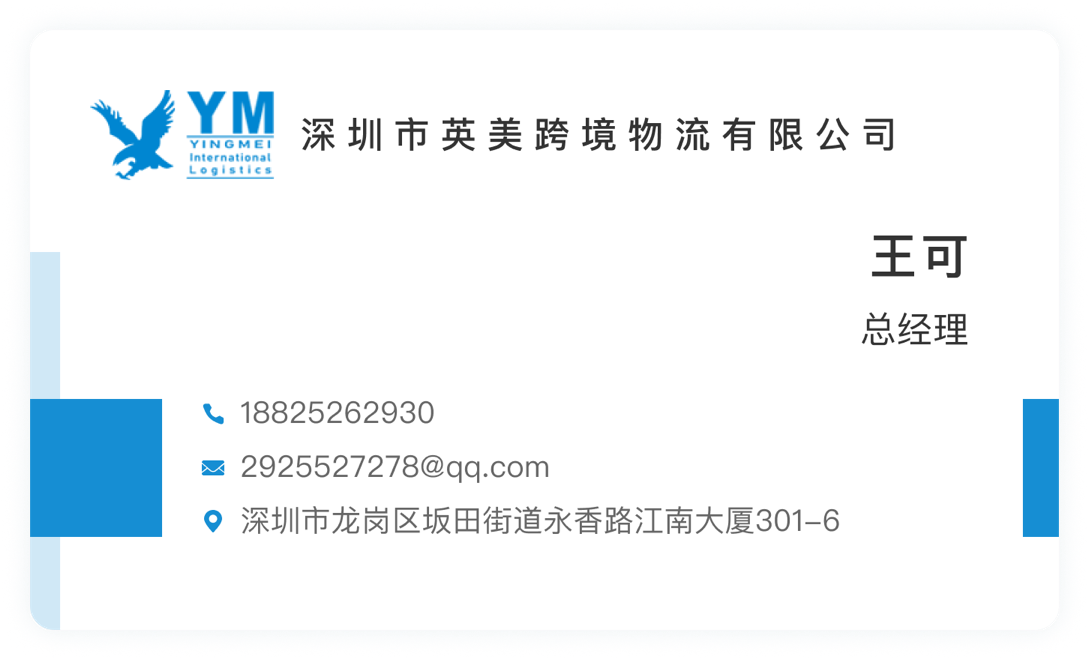 YM
YINGMEI
International
Logistics
深圳市英美跨境物流有限公司
王可
总经理
18825262930
2925527278@qq.com
深圳市龙岗区坂田街道永香路江南大厦301-6